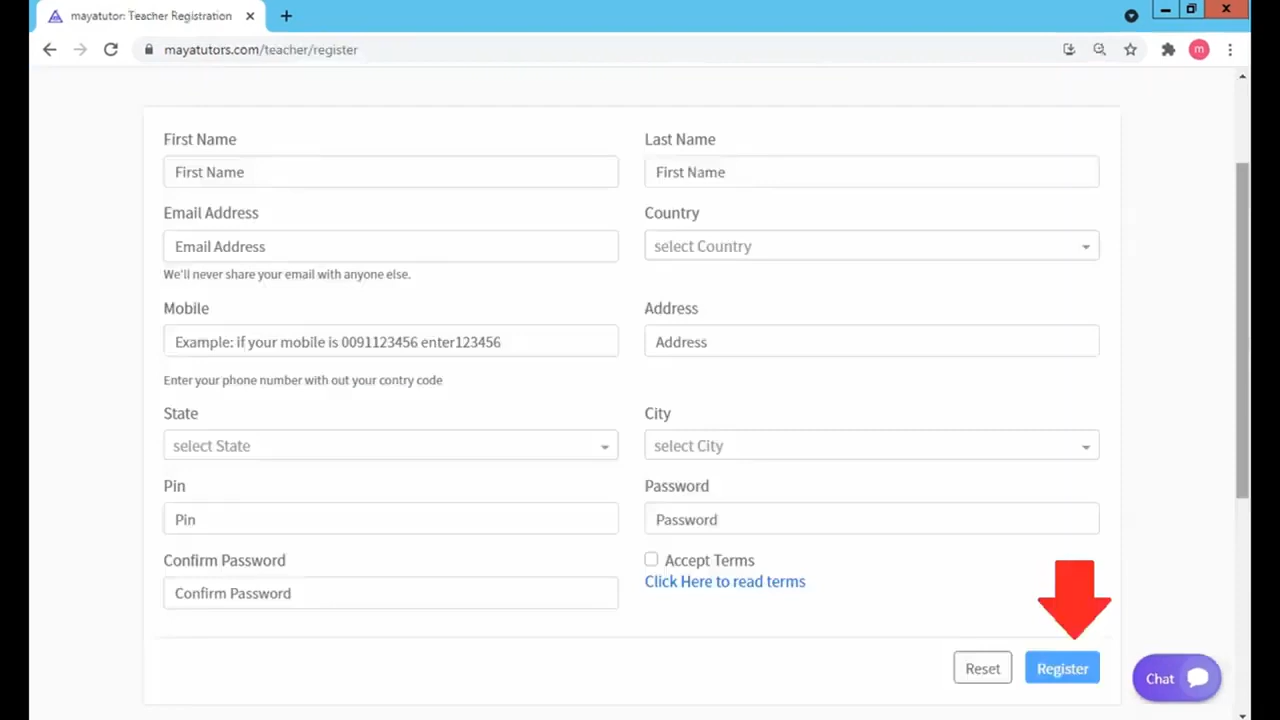 mayatutor: Teacher Registration
mayatutors.com/teacher/register
m
First Name
Last Name
First Name
First Name
Email Address
Country
Email Address
select Country
We'll never share your email with anyone else.
Mobile
Address
Example: if your mobile is 0091123456 enter123456
Address
Enter your phone number with out your contry code
State
City
select State
select City
Pin
Password
Pin
Password
Confirm Password
Accept Terms
Click Here to read terms
Confirm Password
Reset
Register
Chat